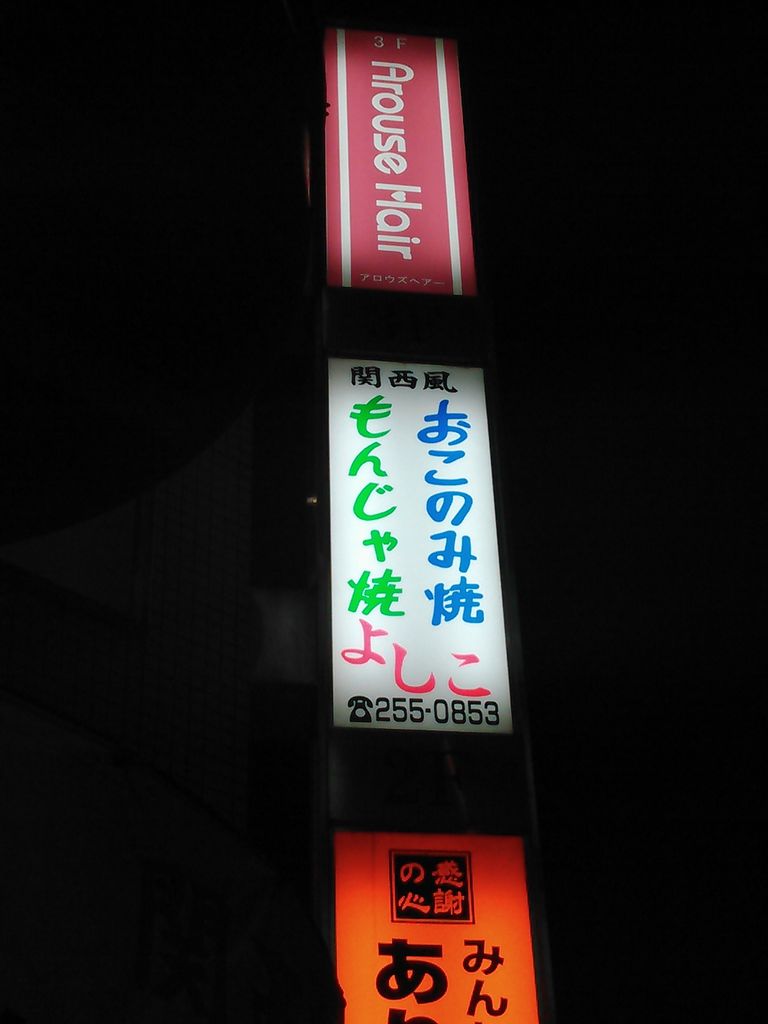 3F
Arouse Hair
アロウズヘアー
関西風
おこのみ焼
もんじゃ焼
よしこ
☎255-0853
感謝
の心
みん
あ